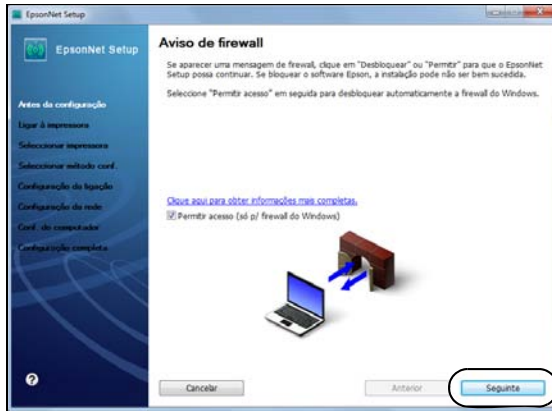 EpsonNet Setup
EpsonNet Setup
Antes da configuração
Ligar à impressora
Seleccionar impressora
Seleccionar método conf.
Configuração da ligação
Configuração da rede
Conf. do computador
Configuração completa
?
Aviso de firewall
Se aparecer uma mensagem de firewall, clique em "Desbloquear" ou "Permitir" para que o EpsonNet
Setup possa continuar. Se bloquear o software Epson, a instalação pode não ser bem sucedida.
Seleccione "Permitir acesso" em seguida para desbloquear automaticamente a firewall do Windows.
Clique aqui para obter informações mais completas.
Permitir acesso (só p/ firewall do Windows)
Cancelar
Anterior
Seguinte